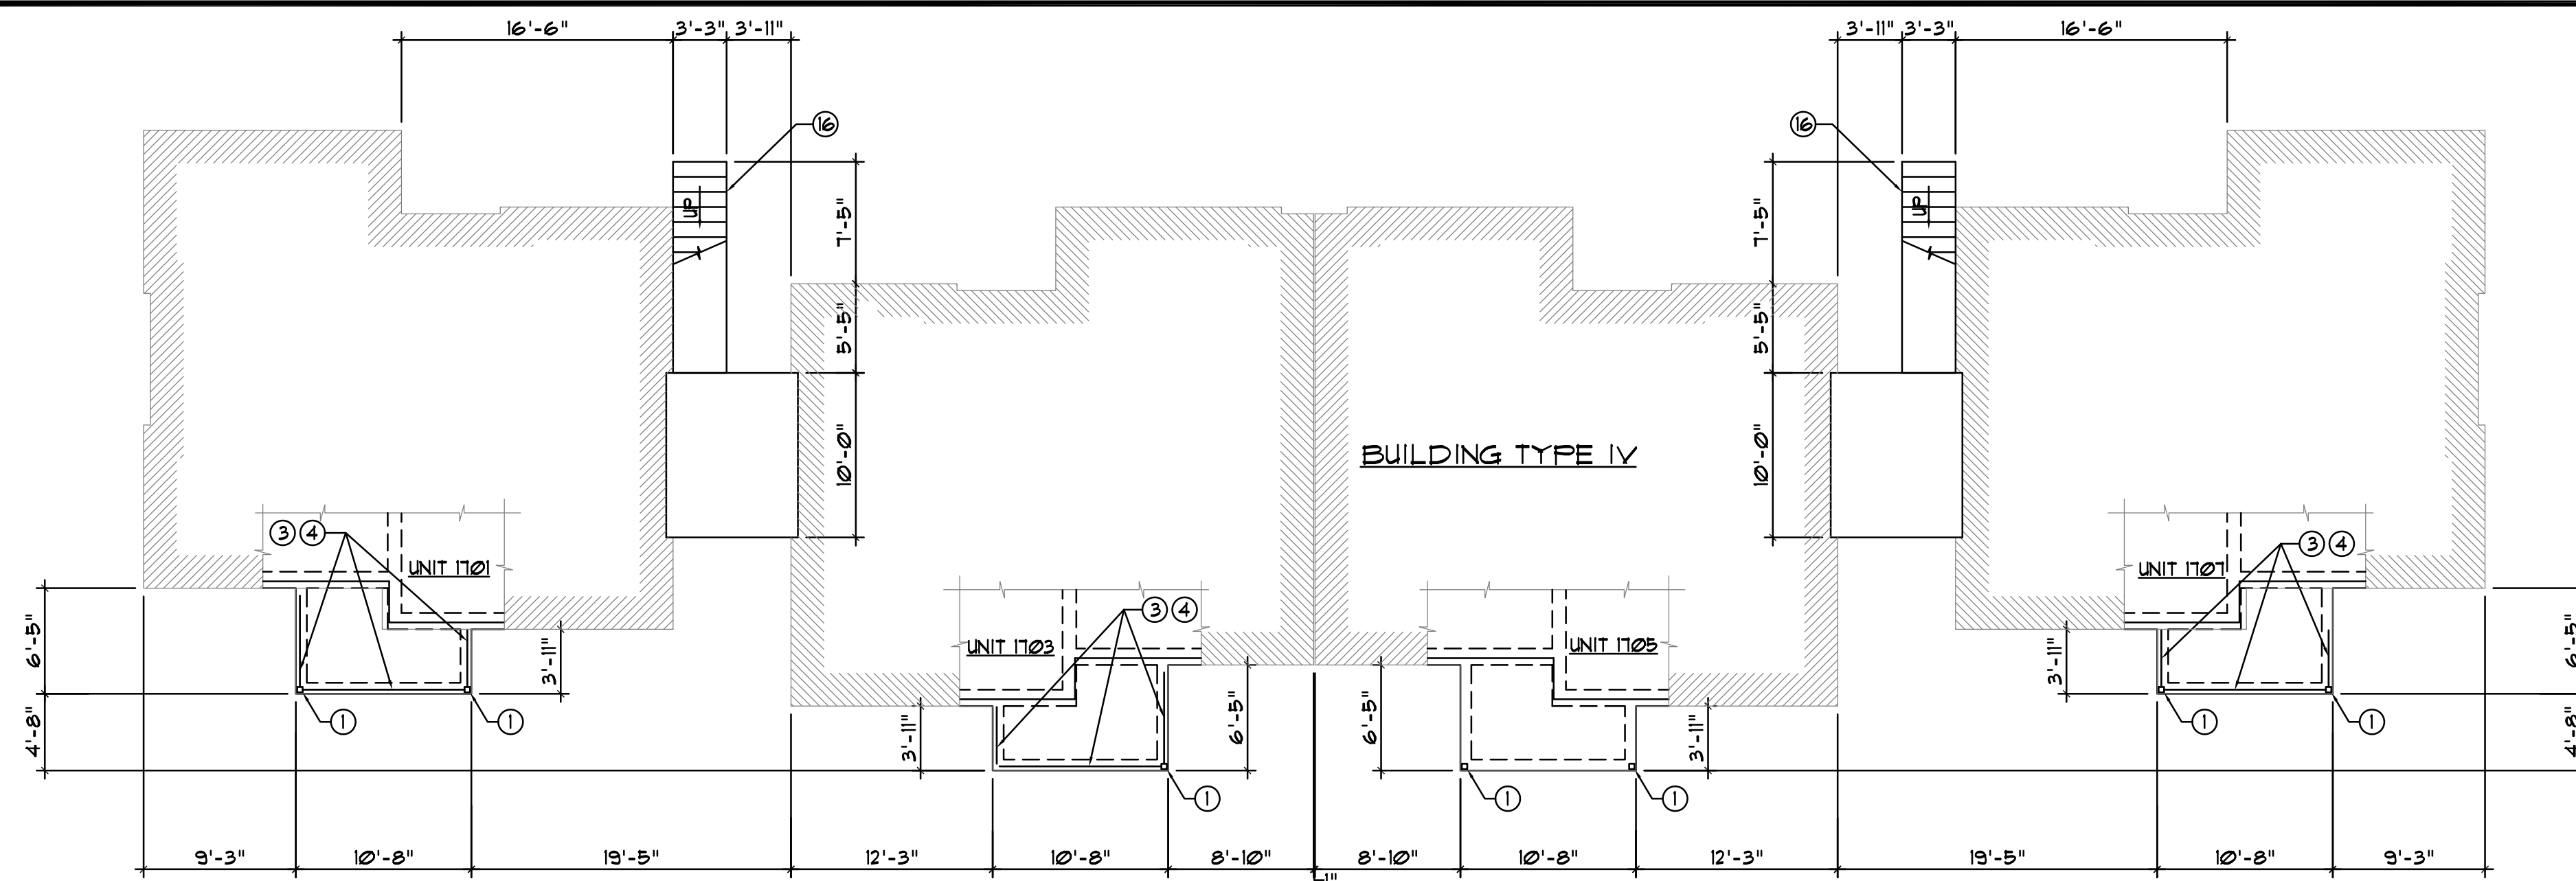 16'-6" 3'-3" 3'-11" 3'-11" 3'-3" 16'-6"
16 16
UP UP
7'-5" 7'-5"
5'-5" 5'-5"
10'-0" BUILDING TYPE IV 10'-0"
3 4 3 4
UNIT 1701 UNIT 1707
3 4
UNIT 1703 UNIT 1705
6'-5" 3'-11" 3'-11" 6'-5"
1 1 1 1
4'-8" 3'-11" 6'-5" 6'-5" 3'-11" 4'-8"
1 1 1
9'-3" 10'-8" 19'-5" 12'-3" 10'-8" 8'-10" 8'-10" 10'-8" 12'-3" 19'-5" 10'-8" 9'-3"
1"